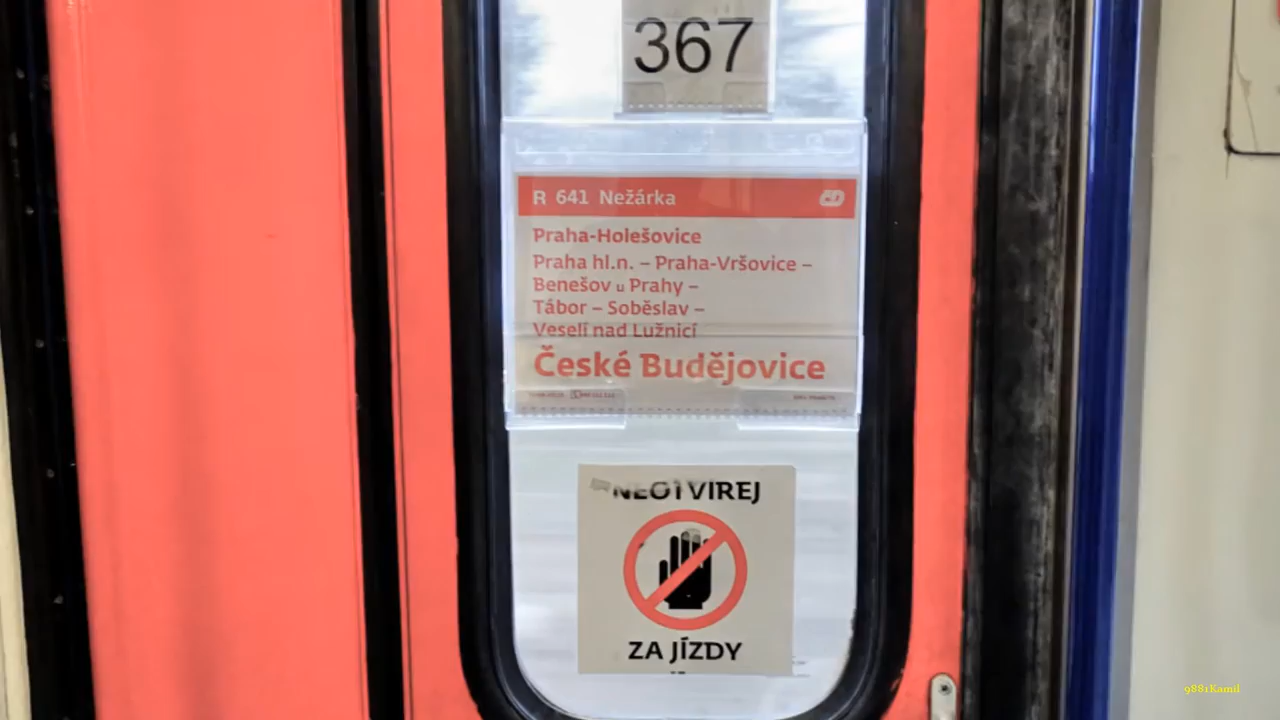 367
R 641 Nežárka
Praha-Holešovice
Praha hl.n. – Praha-Vršovice –
Benešov u Prahy –
Tábor – Soběslav –
Veselí nad Lužnicí
České Budějovice
NEOTVÍREJ
ZA JÍZDY
9881Kamil